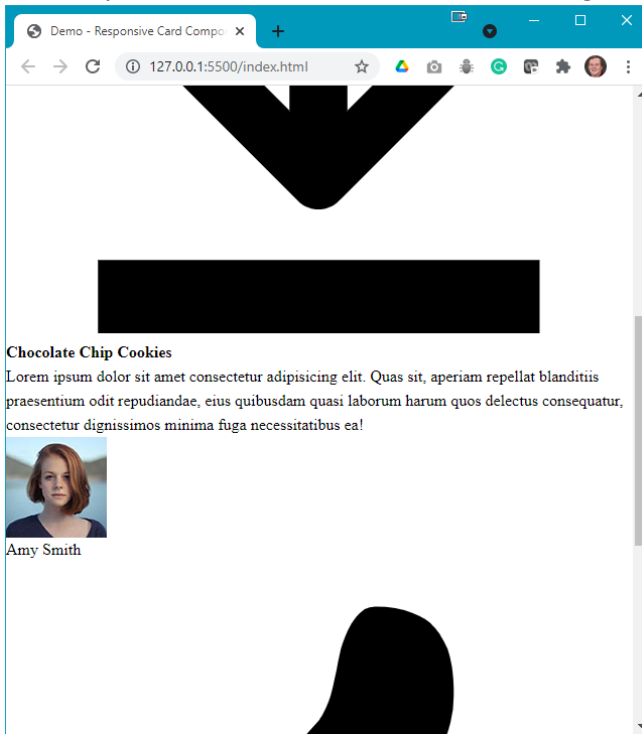 Demo - Responsive Card Compo
127.0.0.1:5500/index.html
Chocolate Chip Cookies
Lorem ipsum dolor sit amet consectetur adipisicing elit. Quas sit, aperiam repellat blanditiis
praesentium odit repudiandae, eius quibusdam quasi laborum harum quos delectus consequatur,
consectetur dignissimos minima fuga necessitatibus ea!
Amy Smith